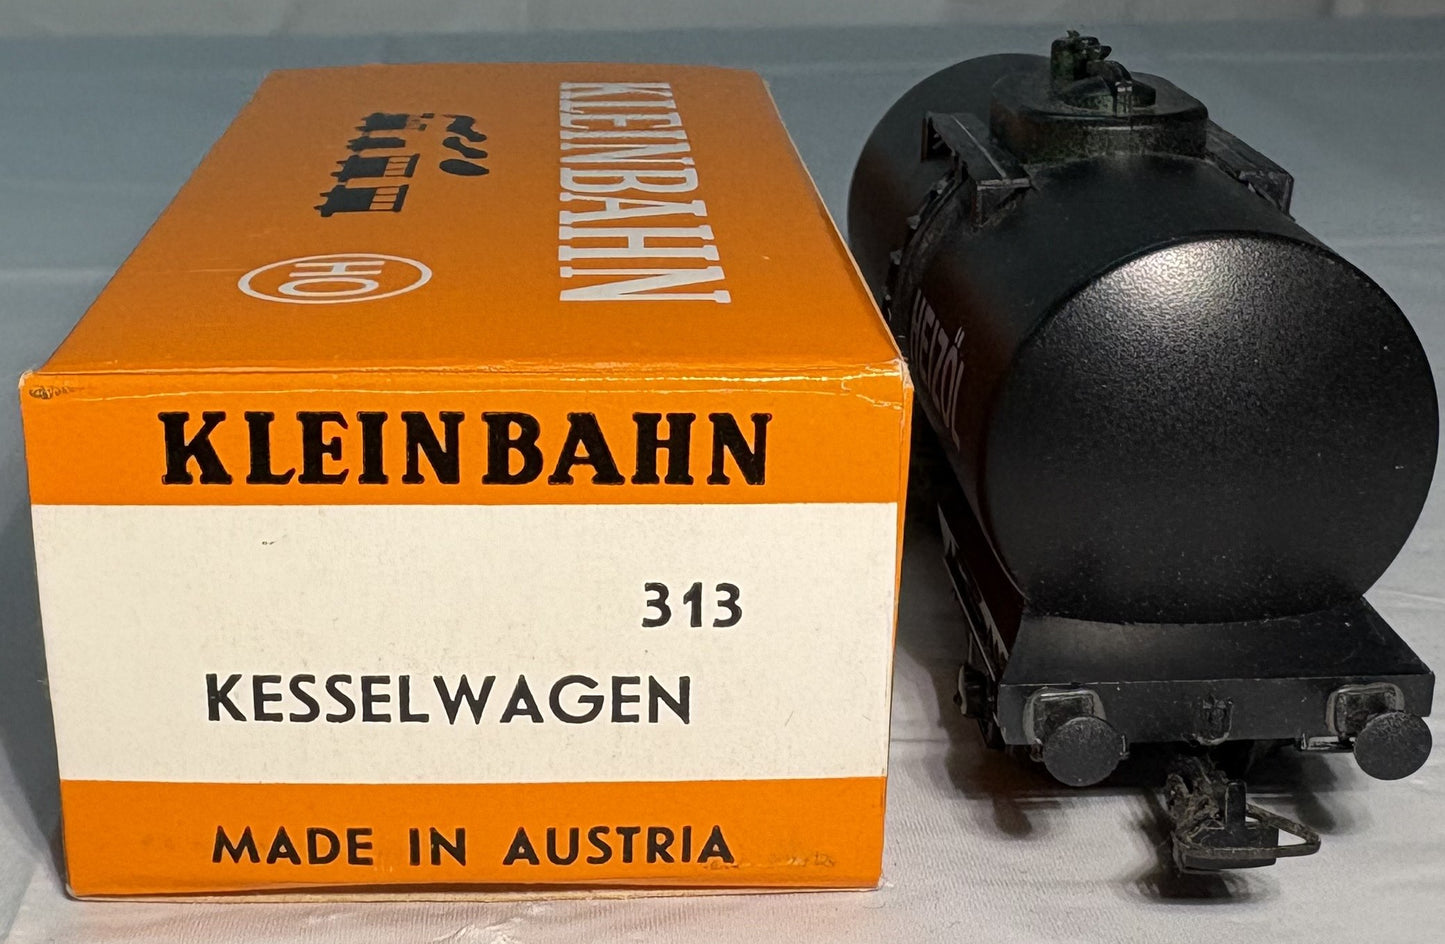 KLEINBAHN
HO
KLEINBAHN
313
KESSELWAGEN
MADE IN AUSTRIA
HEIZÖL